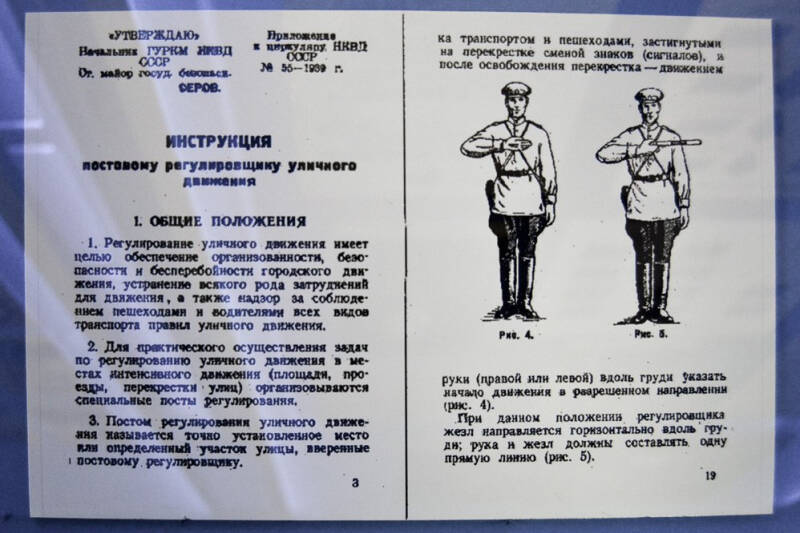 «УТВЕРЖДАЮ»
Начальник ГУРКМ НКВД
СССР
Ст. майор госуд. безопасн.
СЕРОВ.
Приложение
к циркуляру НКВД
СССР
№ 55—1939 г.
ИНСТРУКЦИЯ
постовому регулировщику уличного
движения
1. ОБЩИЕ ПОЛОЖЕНИЯ
1. Регулирование уличного движения имеет
целью обеспечение организованности, безо-
пасности и бесперебойности городского дви-
жения, устранение всякого рода затруднений
для движения, а также надзор за соблюде-
нием пешеходами и водителями всех видов
транспорта правил уличного движения.
2. Для практического осуществления задач
по регулированию уличного движения в ме-
стах интенсивного движения (площади, про-
езды, перекрестки улиц) организовываются
специальные посты регулирования.
3. Постом регулирования уличного движе-
ния называется точно установленное место
или определенный участок улицы, вверенные
постовому регулировщику.
3
ка транспортом и пешеходами, застигнутыми
на перекрестке сменой знаков (сигналов), и
после освобождения перекрестка — движением
Рис. 4.
Рис. 5.
руки (правой или левой) вдоль груди указать
начало движения в разрешенном направлении
(рис. 4).
При данном положении регулировщика
жезл направляется горизонтально вдоль гру-
ди; рука и жезл должны составлять одну
прямую линию (рис. 5).
19